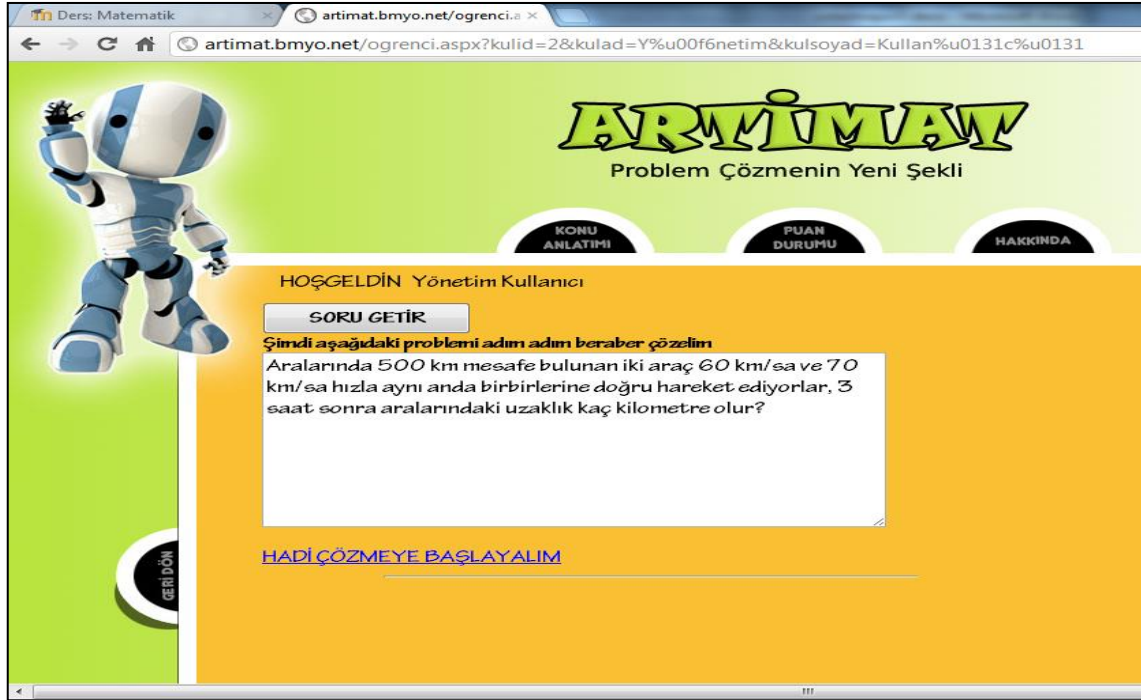 Ders: Matematik
artimat.bmyo.net/ogrenci.a
artimat.bmyo.net/ogrenci.aspx?kulid=2&kulad=Y%u00f6netim&kulsoyad=Kullan%u0131c%u0131
ARTİMAT
Problem Çözmenin Yeni Şekli
KONU
ANLATIMI
PUAN
DURUMU
HAKKINDA
HOŞGELDİN Yönetim Kullanıcı
SORU GETİR
Şimdi aşağıdaki problemi adım adım beraber çözelim
Aralarında 500 km mesafe bulunan iki araç 60 km/sa ve 70
km/sa hızla aynı anda birbirlerine doğru hareket ediyorlar, 3
saat sonra aralarındaki uzaklık kaç kilometre olur?
HADİ ÇÖZMEYE BAŞLAYALIM
GERİ DÖN